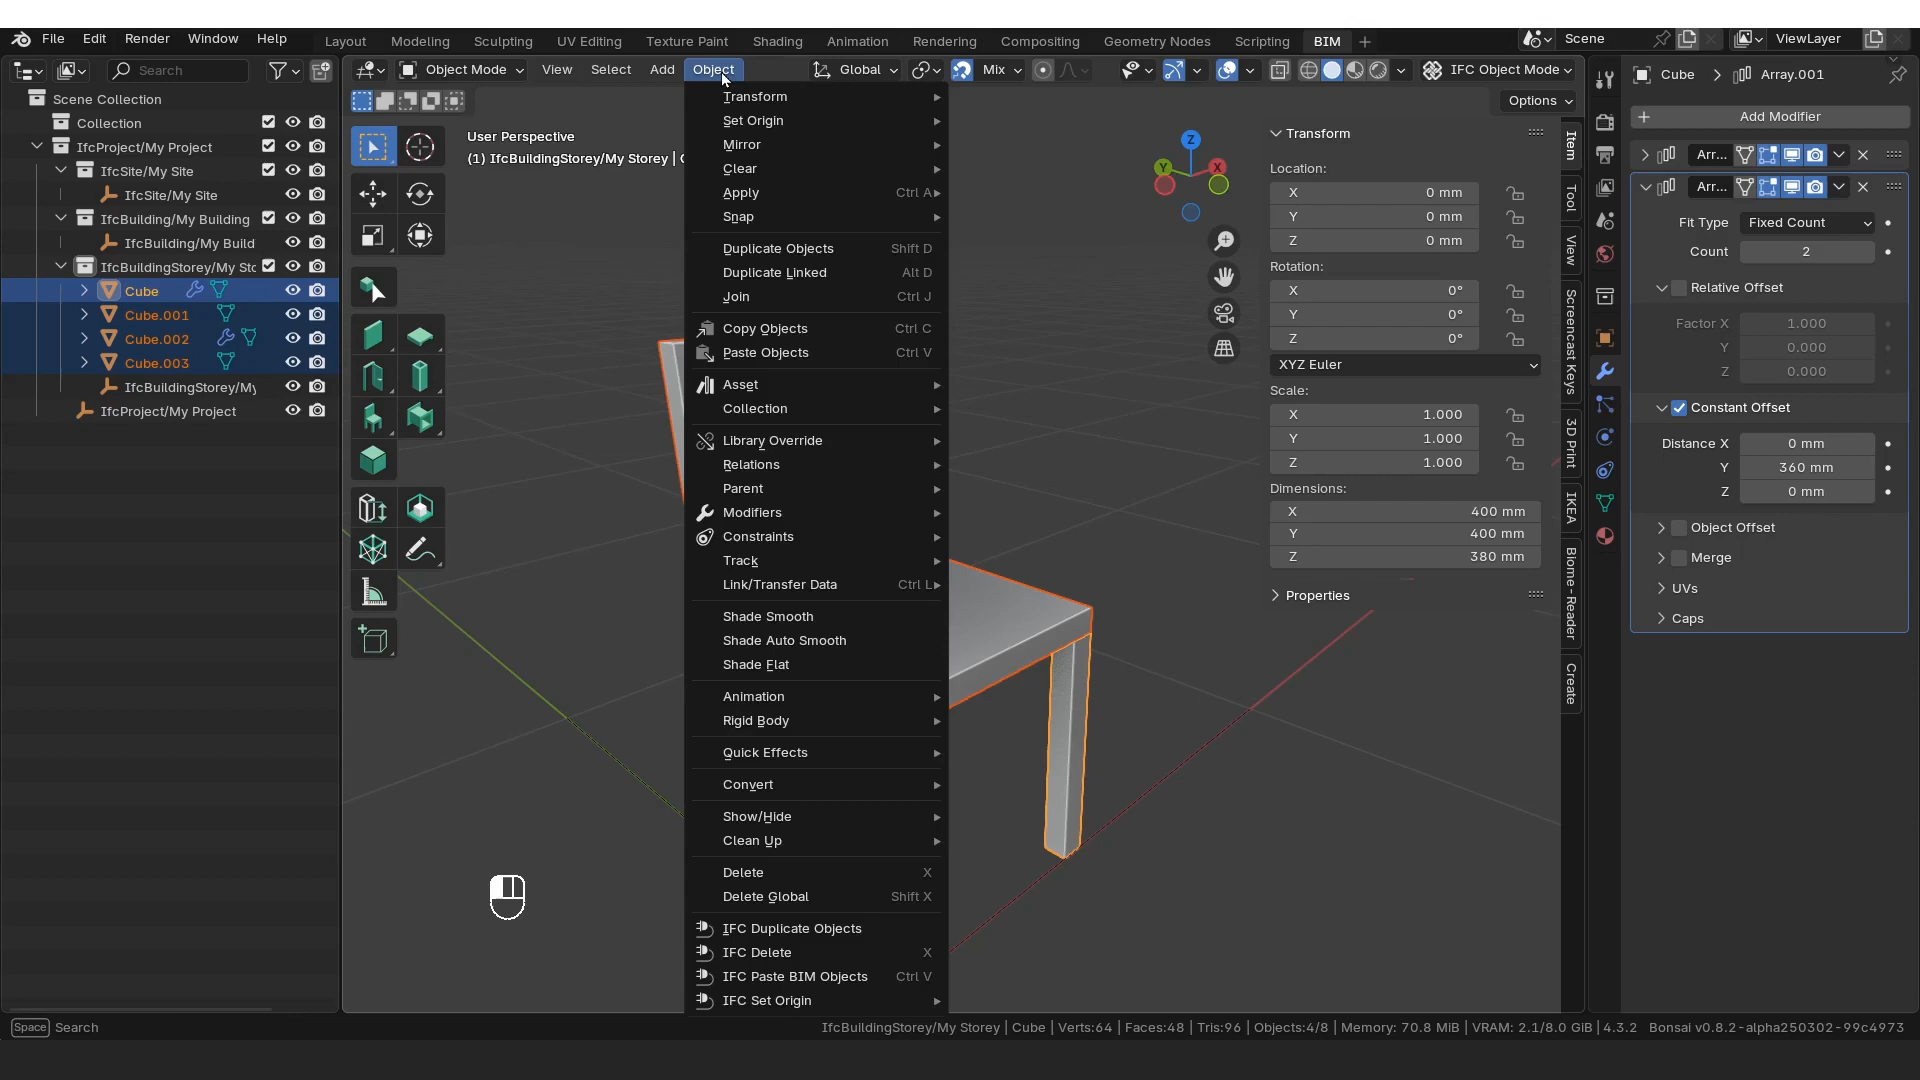 File Edit Render Window Help
Layout Modeling Sculpting UV Editing Texture Paint Shading Animation Rendering Compositing Geometry Nodes Scripting BIM
Scene
ViewLayer
Search
Object Mode View Select Add Object
Global
Mix
IFC Object Mode
Options
Scene Collection
Collection
IfcProject/My Project
IfcSite/My Site
IfcSite/My Site
IfcBuilding/My Building
IfcBuilding/My Build
IfcBuildingStorey/My Sto
Cube
Cube.001
Cube.002
Cube.003
IfcBuildingStorey/My
IfcProject/My Project
User Perspective
(1) IfcBuildingStorey/My Storey |
Transform
Set Origin
Mirror
Clear
Apply Ctrl A
Snap
Duplicate Objects Shift D
Duplicate Linked Alt D
Join Ctrl J
Copy Objects Ctrl C
Paste Objects Ctrl V
Asset
Collection
Library Override
Relations
Parent
Modifiers
Constraints
Track
Link/Transfer Data Ctrl L
Shade Smooth
Shade Auto Smooth
Shade Flat
Animation
Rigid Body
Quick Effects
Convert
Show/Hide
Clean Up
Delete X
Delete Global Shift X
IFC Duplicate Objects
IFC Delete X
IFC Paste BIM Objects Ctrl V
IFC Set Origin
Z
Y
X
Transform
Location:
X 0 mm
Y 0 mm
Z 0 mm
Rotation:
X 0°
Y 0°
Z 0°
XYZ Euler
Scale:
X 1.000
Y 1.000
Z 1.000
Dimensions:
X 400 mm
Y 400 mm
Z 380 mm
Properties
Item
Tool
View
Screencast Keys
3D Print
IKEA
Biome-Reader
Create
Cube Array.001
Add Modifier
Arr...
Arr...
Fit Type Fixed Count
Count 2
Relative Offset
Factor X 1.000
Y 0.000
Z 0.000
Constant Offset
Distance X 0 mm
Y 360 mm
Z 0 mm
Object Offset
Merge
UVs
Caps
Space Search
IfcBuildingStorey/My Storey | Cube | Verts:64 | Faces:48 | Tris:96 | Objects:4/8 | Memory: 70.8 MiB | VRAM: 2.1/8.0 GiB | 4.3.2 Bonsai v0.8.2-alpha250302-99c4973